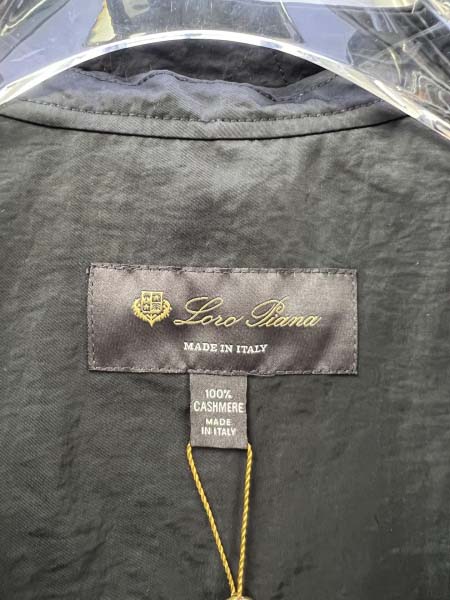 Loro Piana
MADE IN ITALY
100%
CASHMERE
MADE
IN ITALY